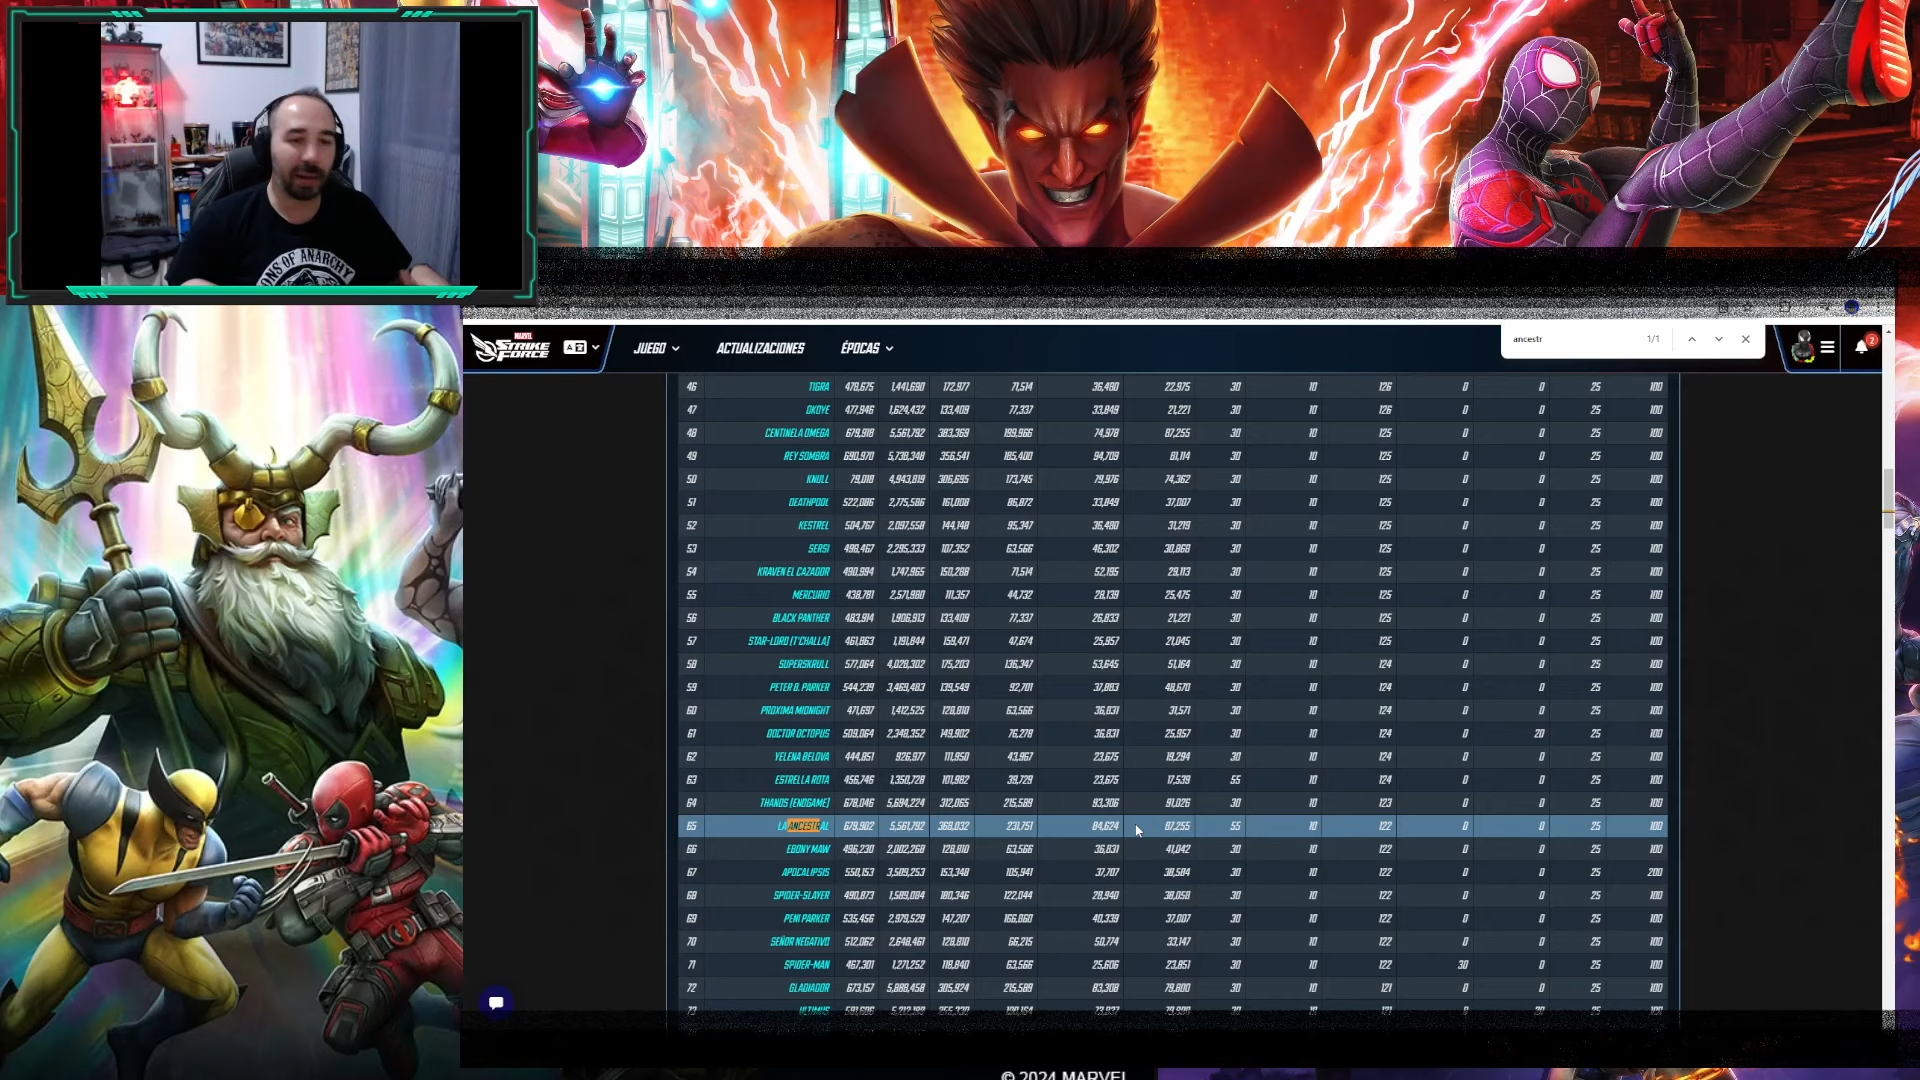 SONS OF ANARCHY
MARVEL
STRIKE FORCE
JUEGO
ACTUALIZACIONES
ÉPOCAS
ancestr
1/1
2
46 TIGRA 478,675 1,441,690 172,977 71,514 36,480 22,975 30 10 126 0 0 25 100
47 OKOYE 477,946 1,624,432 133,409 77,337 33,849 21,221 30 10 126 0 0 25 100
48 CENTINELA OMEGA 679,918 5,561,792 383,369 199,966 74,978 87,255 30 10 125 0 0 25 100
49 REY SOMBRA 690,970 5,738,348 356,541 185,400 94,709 81,114 30 10 125 0 0 25 100
50 KNULL 79,018 4,943,819 306,695 173,745 79,976 74,362 30 10 125 0 0 25 100
51 DEATHPOOL 522,086 2,775,586 161,008 86,872 33,849 37,007 30 10 125 0 0 25 100
52 KESTREL 504,767 2,097,558 144,148 95,347 36,480 31,219 30 10 125 0 0 25 100
53 SERSI 498,467 2,295,333 107,352 63,566 46,302 30,868 30 10 125 0 0 25 100
54 KRAVEN EL CAZADOR 490,994 1,747,965 150,288 71,514 52,195 28,113 30 10 125 0 0 25 100
55 MERCURIO 438,781 2,571,980 111,357 44,732 28,139 25,475 30 10 125 0 0 25 100
56 BLACK PANTHER 483,914 1,906,913 133,409 77,337 26,833 21,221 30 10 125 0 0 25 100
57 STAR-LORD (T'CHALLA) 461,863 1,191,844 159,471 47,674 25,957 21,045 30 10 125 0 0 25 100
58 SUPERSKRULL 577,064 4,028,302 175,203 136,347 53,645 51,164 30 10 124 0 0 25 100
59 PETER B. PARKER 544,239 3,469,483 139,549 92,701 37,883 48,670 30 10 124 0 0 25 100
60 PROXIMA MIDNIGHT 471,697 1,412,525 128,810 63,566 36,831 31,571 30 10 124 0 0 25 100
61 DOCTOR OCTOPUS 509,064 2,348,352 149,902 76,278 36,831 25,957 30 10 124 0 20 25 100
62 YELENA BELOVA 444,851 926,977 111,950 43,967 23,675 19,294 30 10 124 0 0 25 100
63 ESTRELLA ROTA 456,746 1,350,728 101,982 39,729 23,675 17,539 55 10 124 0 0 25 100
64 THANOS (ENDGAME) 678,046 5,694,224 312,065 215,589 93,306 91,026 30 10 123 0 0 25 100
65 LA ANCESTRAL 679,902 5,561,792 368,032 231,751 84,624 87,255 55 10 122 0 0 25 100
66 EBONY MAW 496,230 2,002,268 128,810 63,566 36,831 41,042 30 10 122 0 0 25 100
67 APOCALIPSIS 550,153 3,509,253 153,348 105,941 37,707 38,584 30 10 122 0 0 25 200
68 SPIDER-SLAYER 490,873 1,589,084 180,346 122,044 28,940 38,058 30 10 122 0 0 25 100
69 PENI PARKER 535,456 2,979,529 147,207 166,860 40,339 37,007 30 10 122 0 0 25 100
70 SEÑOR NEGATIVO 512,062 2,648,461 128,810 66,215 50,774 33,147 30 10 122 0 0 25 100
71 SPIDER-MAN 467,301 1,271,252 118,840 63,566 25,606 23,851 30 10 122 30 0 25 100
72 GLADIADOR 673,157 5,888,458 305,924 215,589 83,308 79,800 30 10 121 0 0 25 100
73 ULTIMUS
© 2024 MARVEL